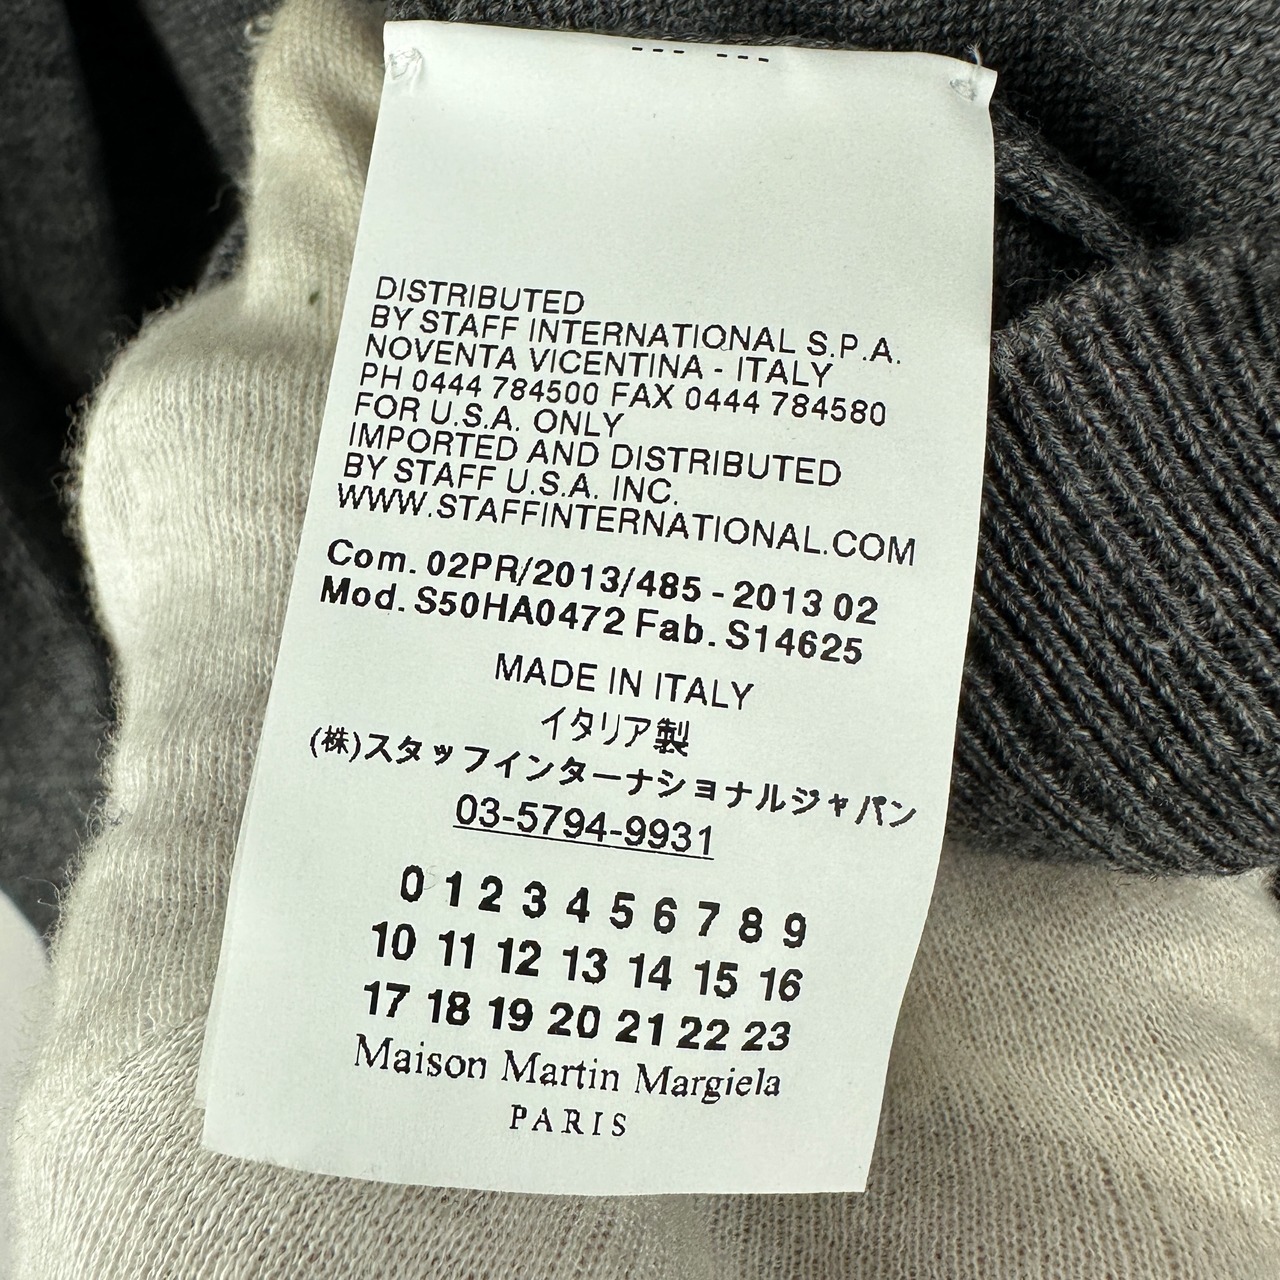 --- ---
DISTRIBUTED
BY STAFF INTERNATIONAL S.P.A.
NOVENTA VICENTINA - ITALY
PH 0444 784500 FAX 0444 784580
FOR U.S.A. ONLY
IMPORTED AND DISTRIBUTED
BY STAFF U.S.A. INC.
WWW.STAFFINTERNATIONAL.COM
Com. 02PR/2013/485 - 2013 02
Mod. S50HA0472 Fab. S14625
MADE IN ITALY
イタリア製
(株)スタッフインターナショナルジャパン
03-5794-9931
0 1 2 3 4 5 6 7 8 9
10 11 12 13 14 15 16
17 18 19 20 21 22 23
Maison Martin Margiela
PARIS